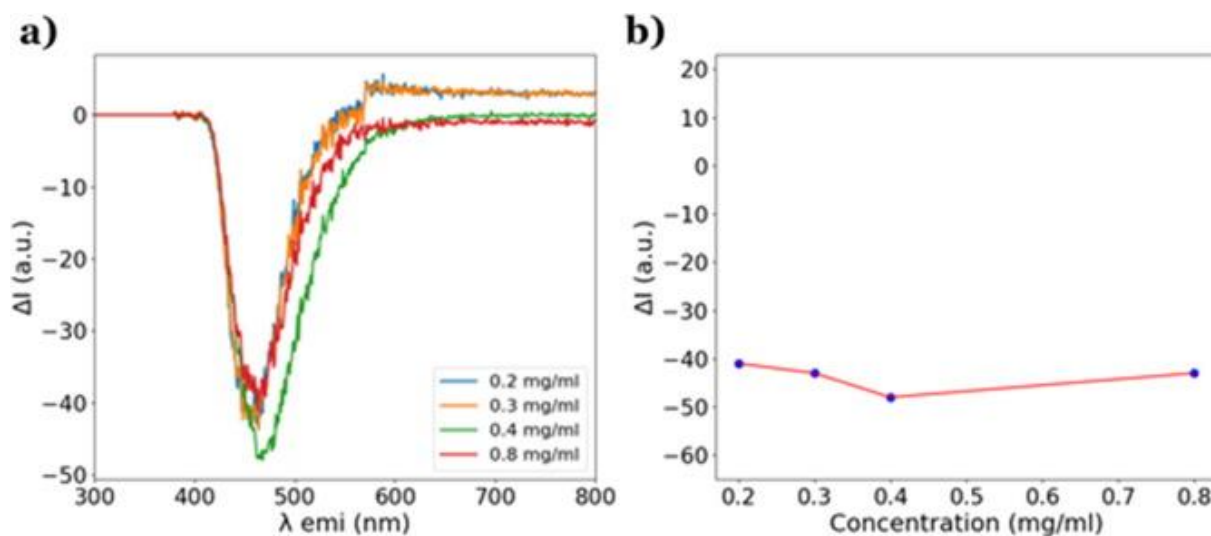 a)
0
−10
−20
−30
−40
−50
ΔI (a.u.)
300 400 500 600 700 800
λ emi (nm)
0.2 mg/ml
0.3 mg/ml
0.4 mg/ml
0.8 mg/ml
b)
20
10
0
−10
−20
−30
−40
−50
−60
ΔI (a.u.)
0.2 0.3 0.4 0.5 0.6 0.7 0.8
Concentration (mg/ml)